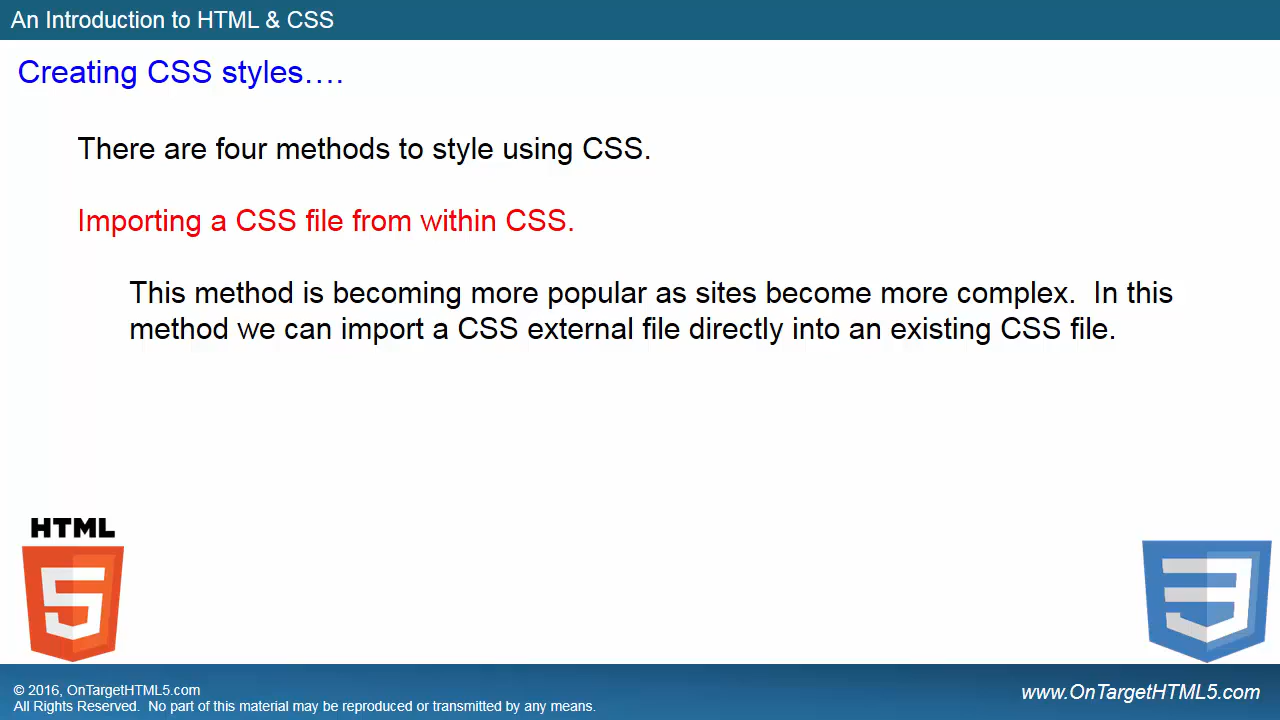 An Introduction to HTML & CSS
Creating CSS styles….
There are four methods to style using CSS.
Importing a CSS file from within CSS.
This method is becoming more popular as sites become more complex.  In this
method we can import a CSS external file directly into an existing CSS file.
HTML
5
3
© 2016, OnTargetHTML5.com
All Rights Reserved.  No part of this material may be reproduced or transmitted by any means.
www.OnTargetHTML5.com